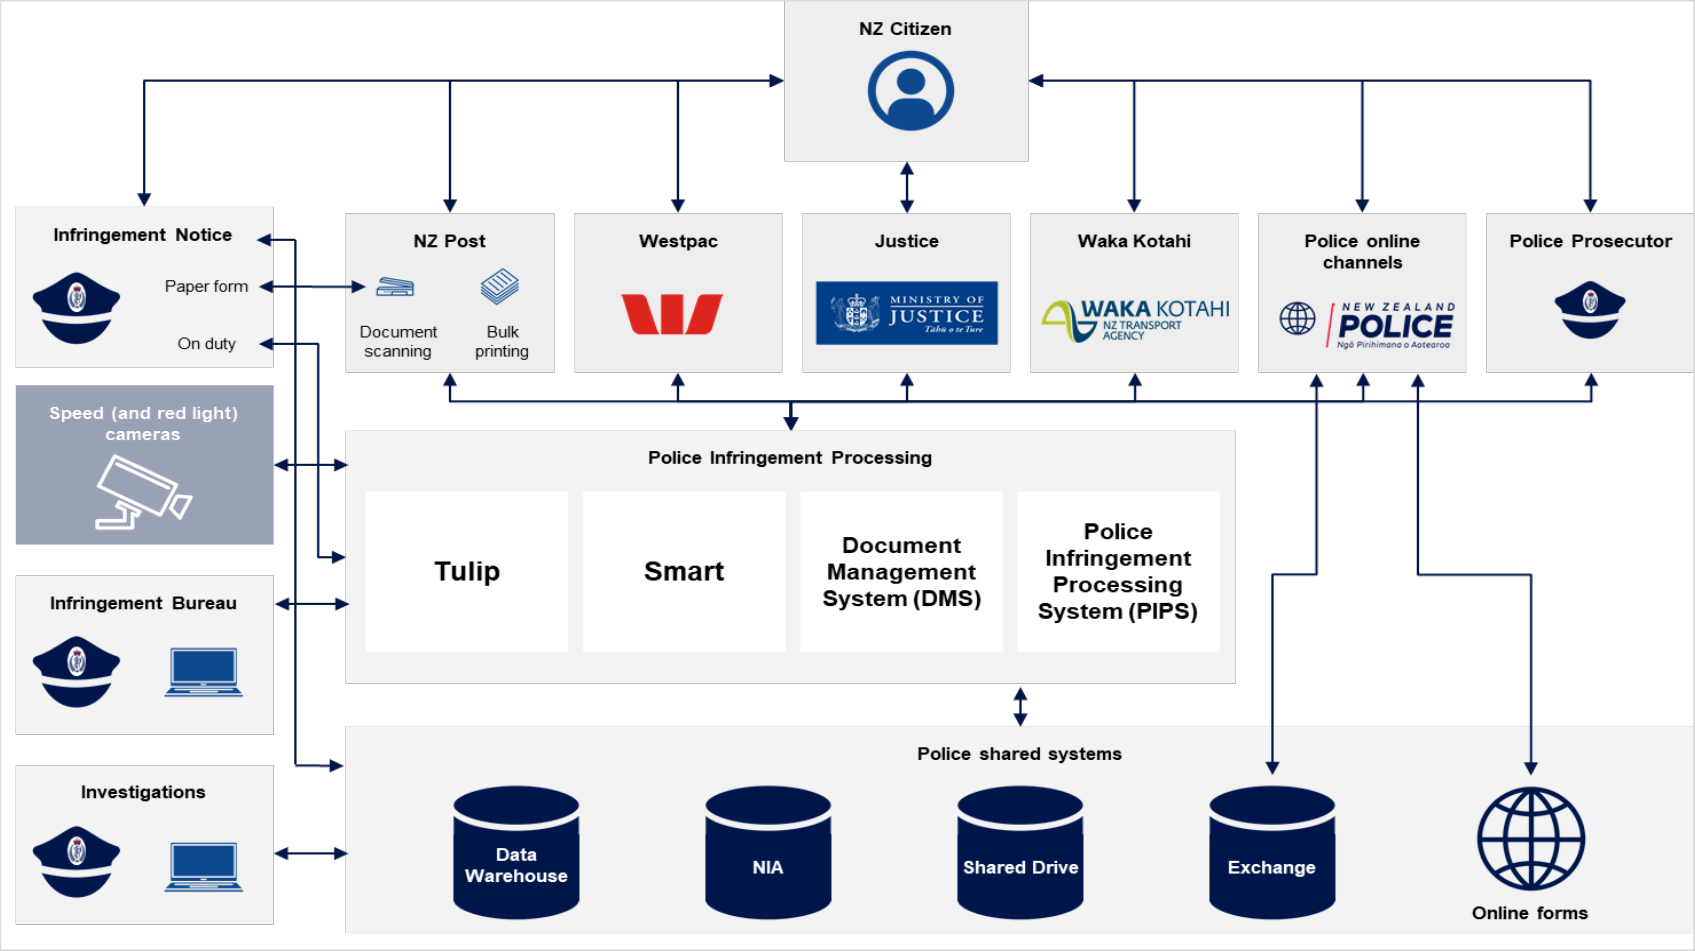 NZ Citizen
Infringement Notice
Paper form
On duty
NZ Post
Document
scanning
Bulk
printing
Westpac
Justice
MINISTRY OF
JUSTICE
Tāhū o te Ture
Waka Kotahi
WAKA KOTAHI
NZ TRANSPORT
AGENCY
Police online
channels
NEW ZEALAND
POLICE
Ngā Pirihimana o Aotearoa
Police Prosecutor
Speed (and red light)
cameras
Police Infringement Processing
Tulip
Smart
Document
Management
System (DMS)
Police
Infringement
Processing
System (PIPS)
Infringement Bureau
Investigations
Police shared systems
Data
Warehouse
NIA
Shared Drive
Exchange
Online forms